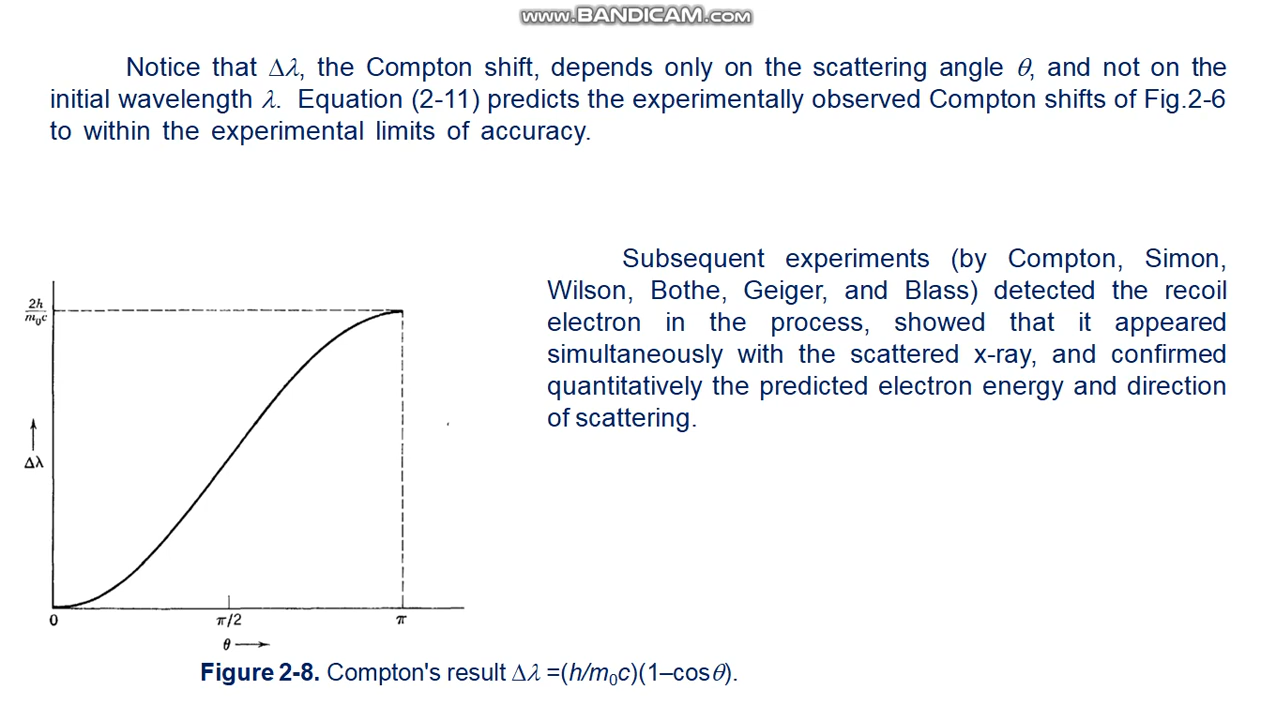 www.BANDICAM.com
Notice that Δλ, the Compton shift, depends only on the scattering angle θ, and not on the
initial wavelength λ. Equation (2-11) predicts the experimentally observed Compton shifts of Fig.2-6
to within the experimental limits of accuracy.
Subsequent experiments (by Compton, Simon,
Wilson, Bothe, Geiger, and Blass) detected the recoil
electron in the process, showed that it appeared
simultaneously with the scattered x-ray, and confirmed
quantitatively the predicted electron energy and direction
of scattering.
2h
m₀c
Δλ
0 π/2 π
θ
Figure 2-8. Compton's result Δλ =(h/m₀c)(1–cosθ).